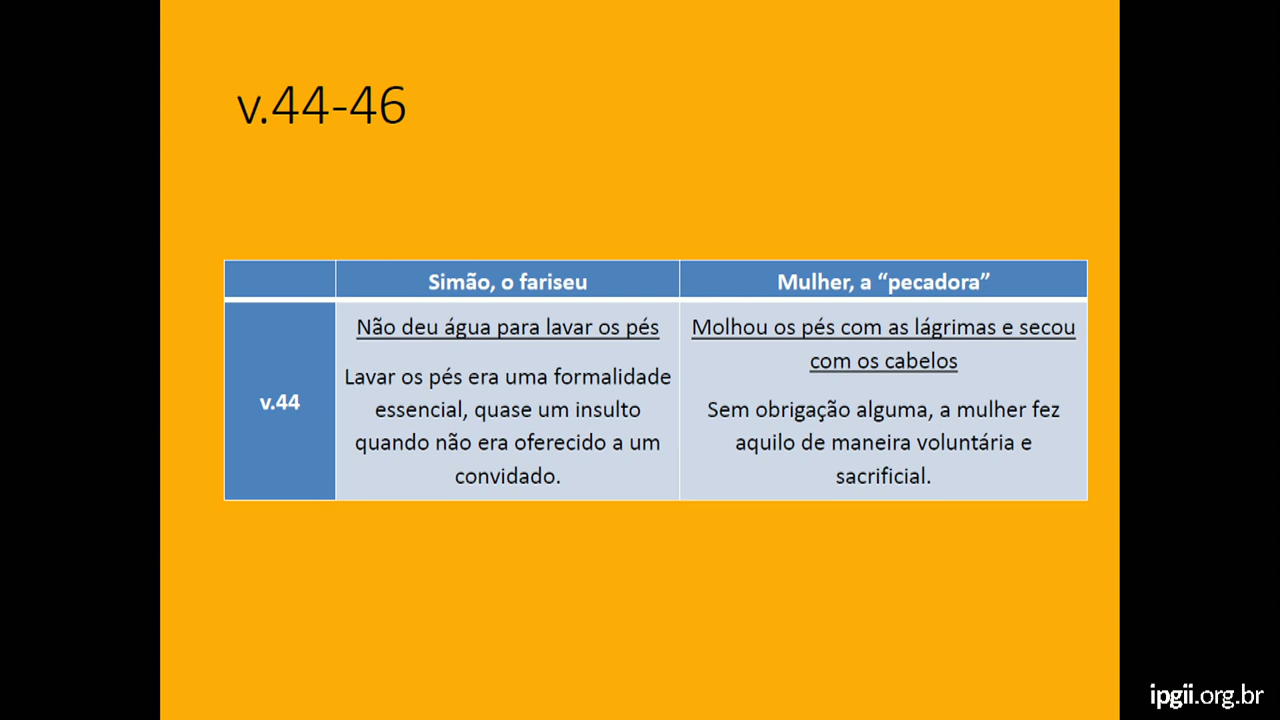 v.44-46
Simão, o fariseu
Mulher, a “pecadora”
v.44
Não deu água para lavar os pés
Lavar os pés era uma formalidade
essencial, quase um insulto
quando não era oferecido a um
convidado.
Molhou os pés com as lágrimas e secou
com os cabelos
Sem obrigação alguma, a mulher fez
aquilo de maneira voluntária e
sacrificial.
ipgii.org.br